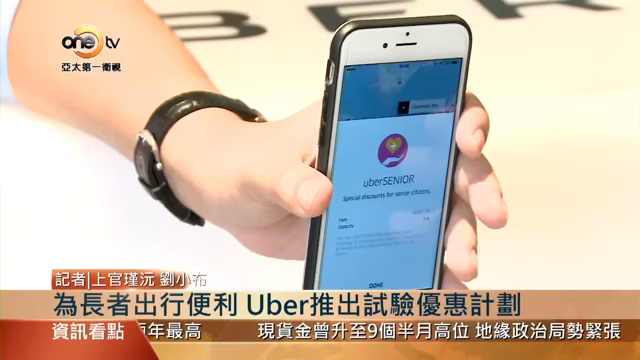 one tv
亞太第一衛視
BER
uberSENIOR
Special discounts for senior citizens.
Fare
Capacity
DONE
記者|上官瑾沅 劉小布
為長者出行便利 Uber推出試驗優惠計劃
資訊看點
年最高 現貨金曾升至9個半月高位 地緣政治局勢緊張